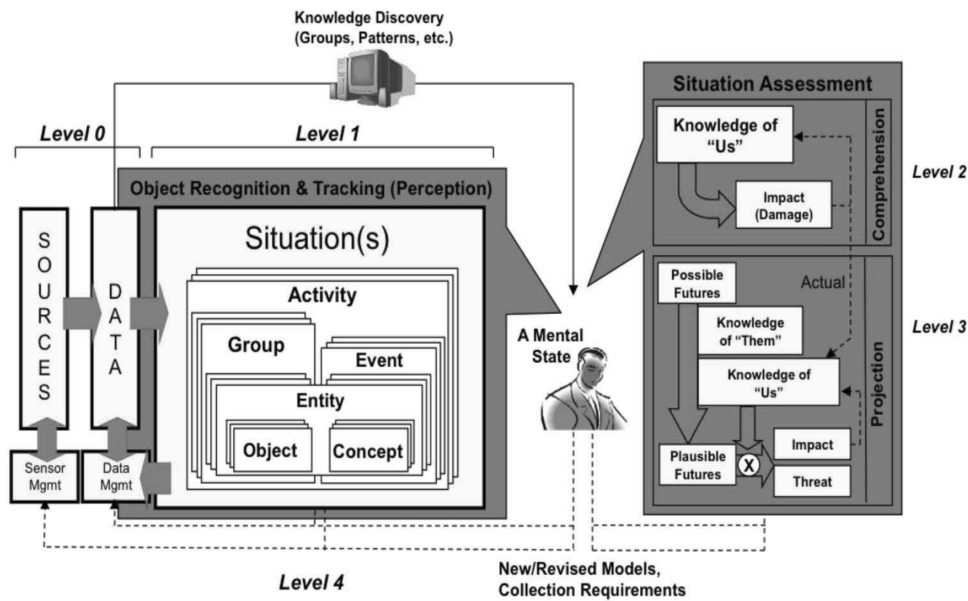 Knowledge Discovery
(Groups, Patterns, etc.)
Level 0
Level 1
Object Recognition & Tracking (Perception)
SOURCES
DATA
Situation(s)
Activity
Group
Event
Entity
Object
Concept
Sensor
Mgmt
Data
Mgmt
A Mental
State
Situation Assessment
Knowledge of
“Us”
Impact
(Damage)
Comprehension
Level 2
Possible
Futures
Actual
Knowledge
of “Them”
Knowledge of
“Us”
Level 3
Projection
Plausible
Futures
X
Impact
Threat
Level 4
New/Revised Models,
Collection Requirements